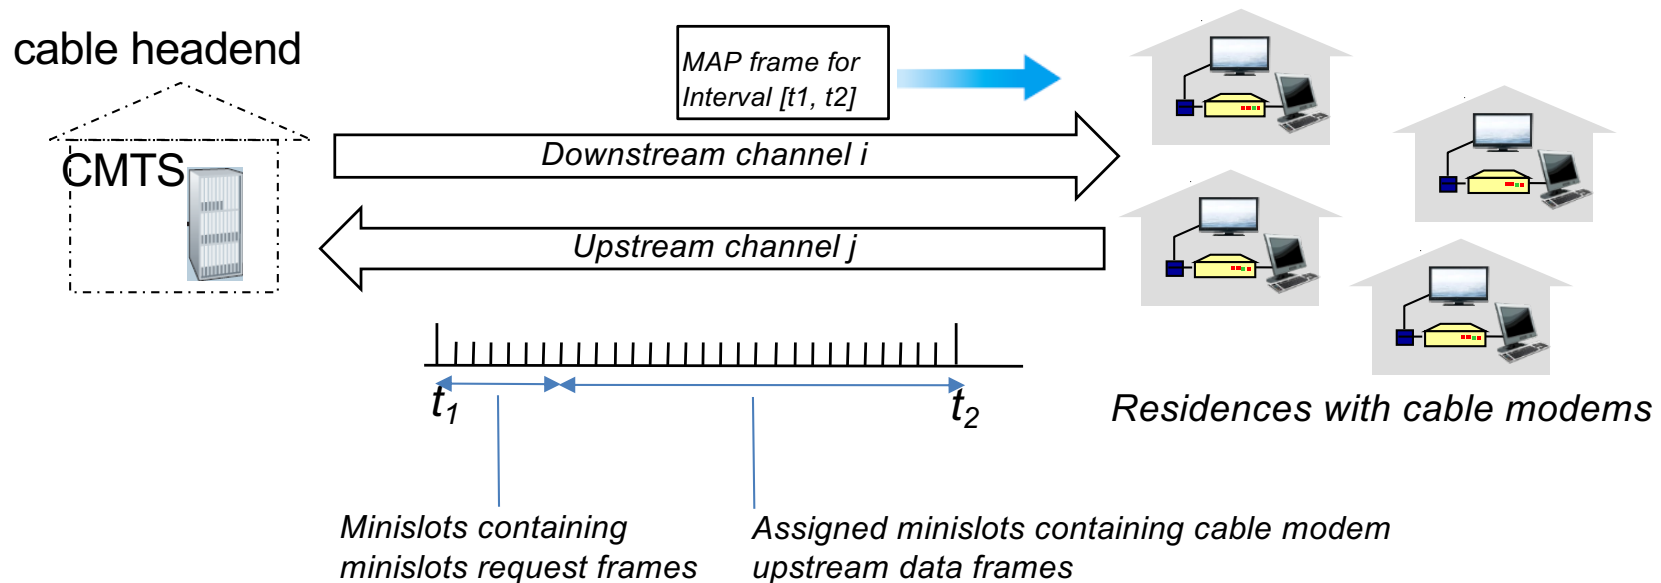 cable headend
MAP frame for
Interval [t1, t2]
CMTS
Downstream channel i
Upstream channel j
t1
t2
Residences with cable modems
Minislots containing
minislots request frames
Assigned minislots containing cable modem
upstream data frames